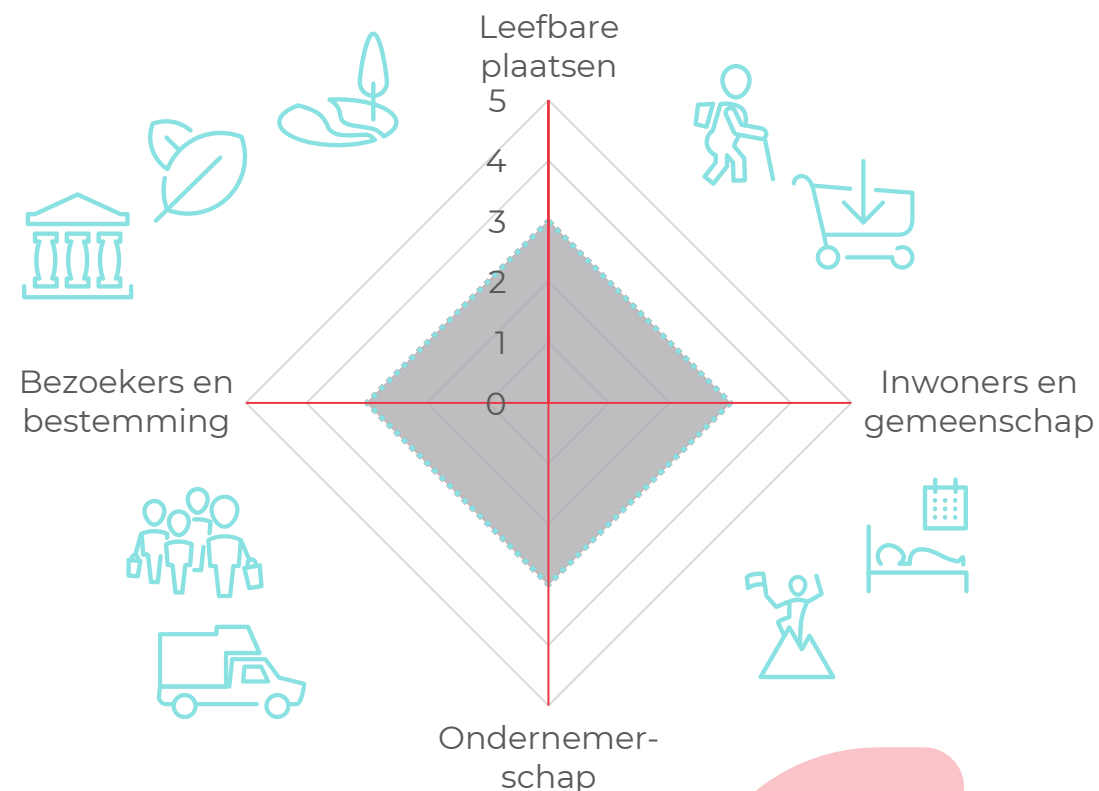 Leefbare
plaatsen
5
4
3
2
1
0
Bezoekers en
bestemming
Inwoners en
gemeenschap
Ondernemer-
schap